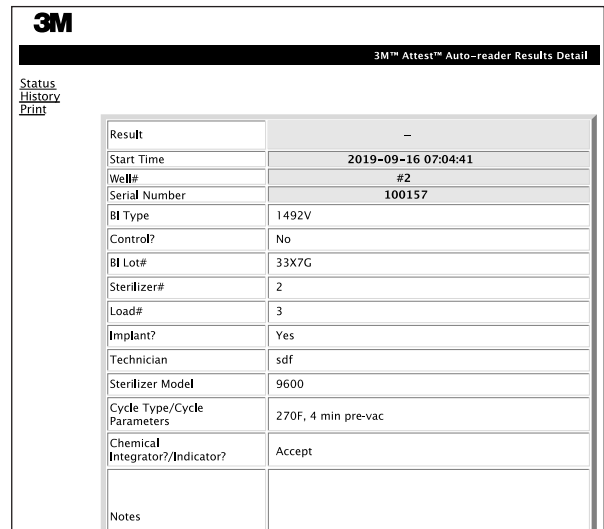 3M
3M™ Attest™ Auto-reader Results Detail
Status
History
Print
Result –
Start Time 2019-09-16 07:04:41
Well# #2
Serial Number 100157
BI Type 1492V
Control? No
BI Lot# 33X7G
Sterilizer# 2
Load# 3
Implant? Yes
Technician sdf
Sterilizer Model 9600
Cycle Type/Cycle
Parameters 270F, 4 min pre-vac
Chemical
Integrator?/Indicator? Accept
Notes